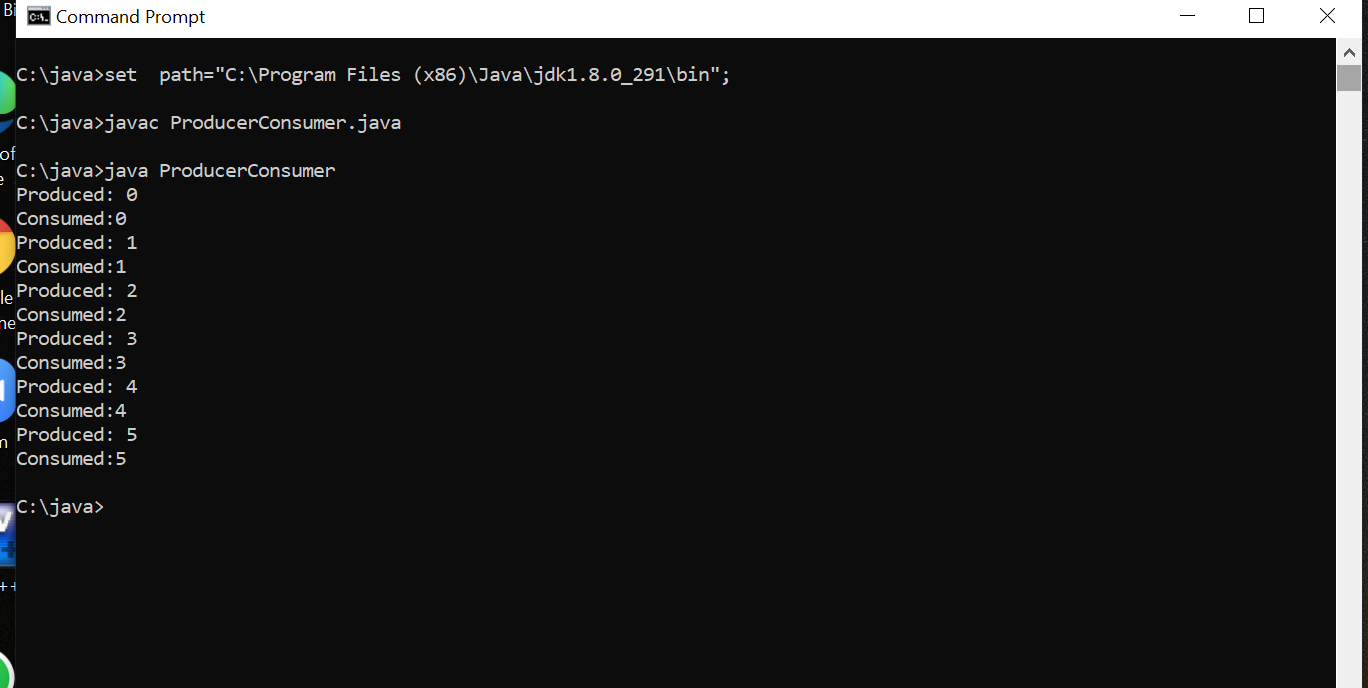 Command Prompt
C:\java>set  path="C:\Program Files (x86)\Java\jdk1.8.0_291\bin";
C:\java>javac ProducerConsumer.java
C:\java>java ProducerConsumer
Produced: 0
Consumed:0
Produced: 1
Consumed:1
Produced: 2
Consumed:2
Produced: 3
Consumed:3
Produced: 4
Consumed:4
Produced: 5
Consumed:5
C:\java>